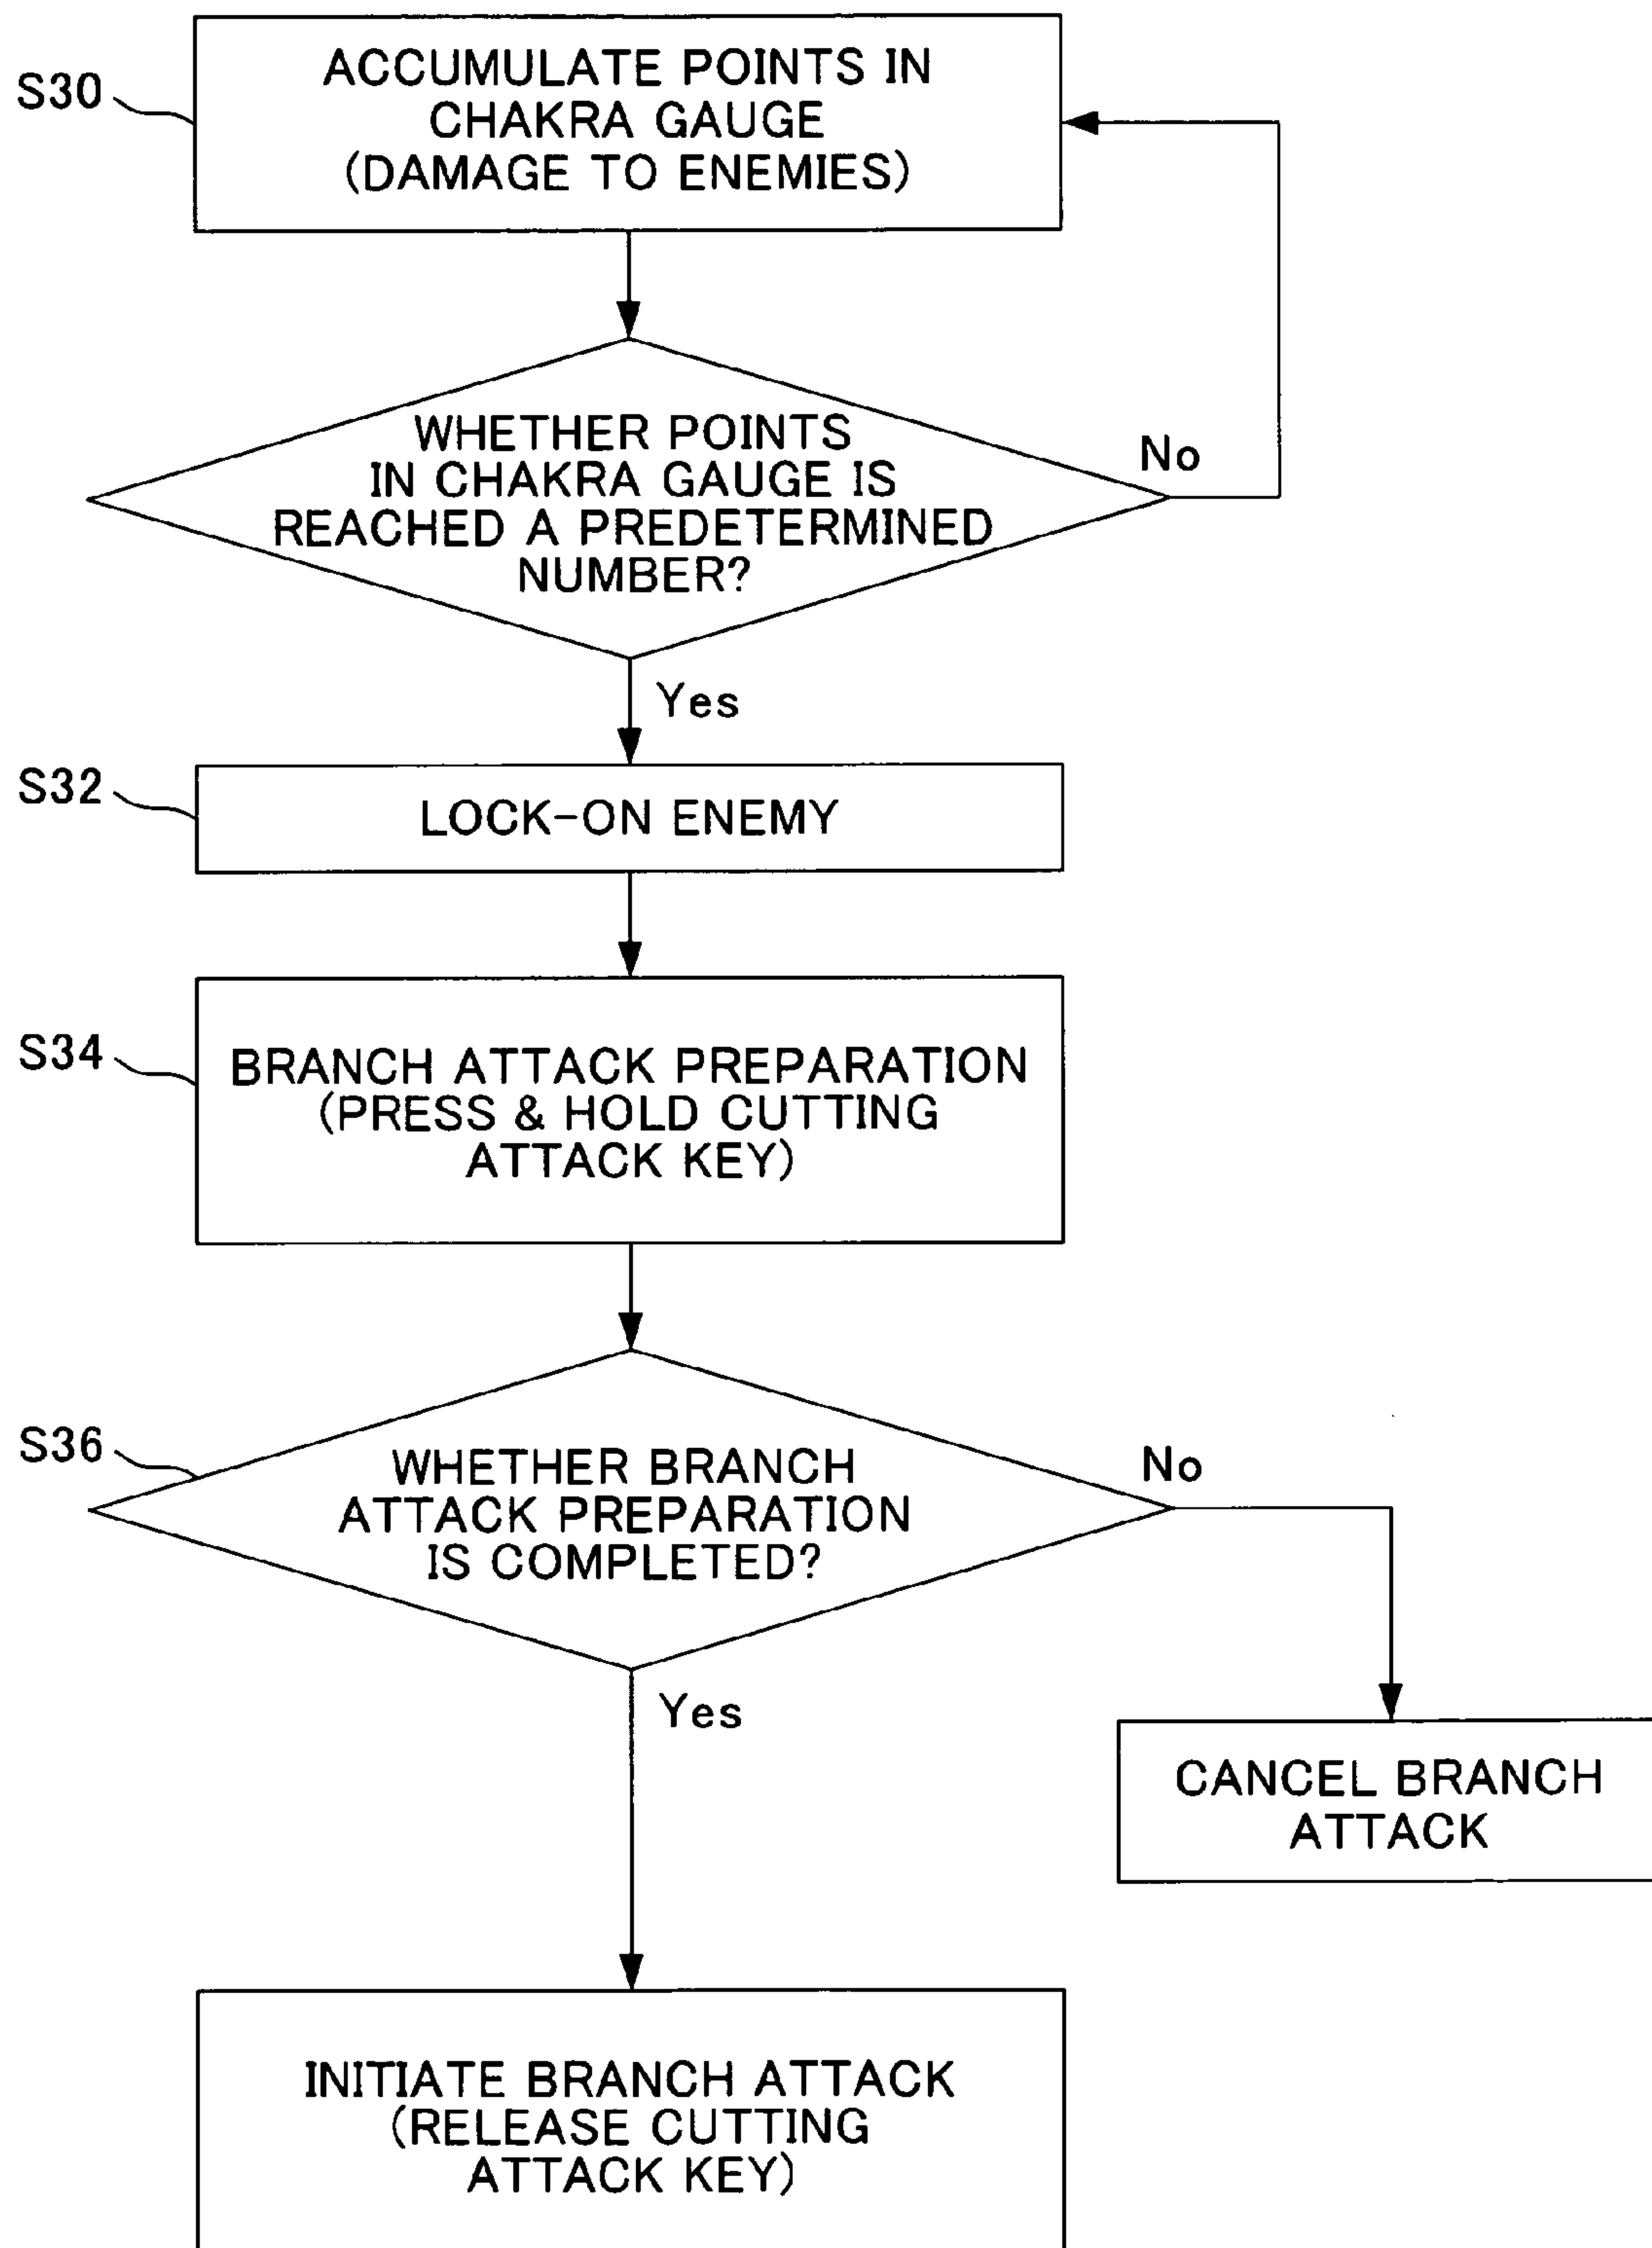 S30
ACCUMULATE POINTS IN
CHAKRA GAUGE
(DAMAGE TO ENEMIES)
WHETHER POINTS
IN CHAKRA GAUGE IS
REACHED A PREDETERMINED
NUMBER?
No
Yes
S32
LOCK-ON ENEMY
S34
BRANCH ATTACK PREPARATION
(PRESS & HOLD CUTTING
ATTACK KEY)
S36
WHETHER BRANCH
ATTACK PREPARATION
IS COMPLETED?
No
Yes
CANCEL BRANCH
ATTACK
INITIATE BRANCH ATTACK
(RELEASE CUTTING
ATTACK KEY)